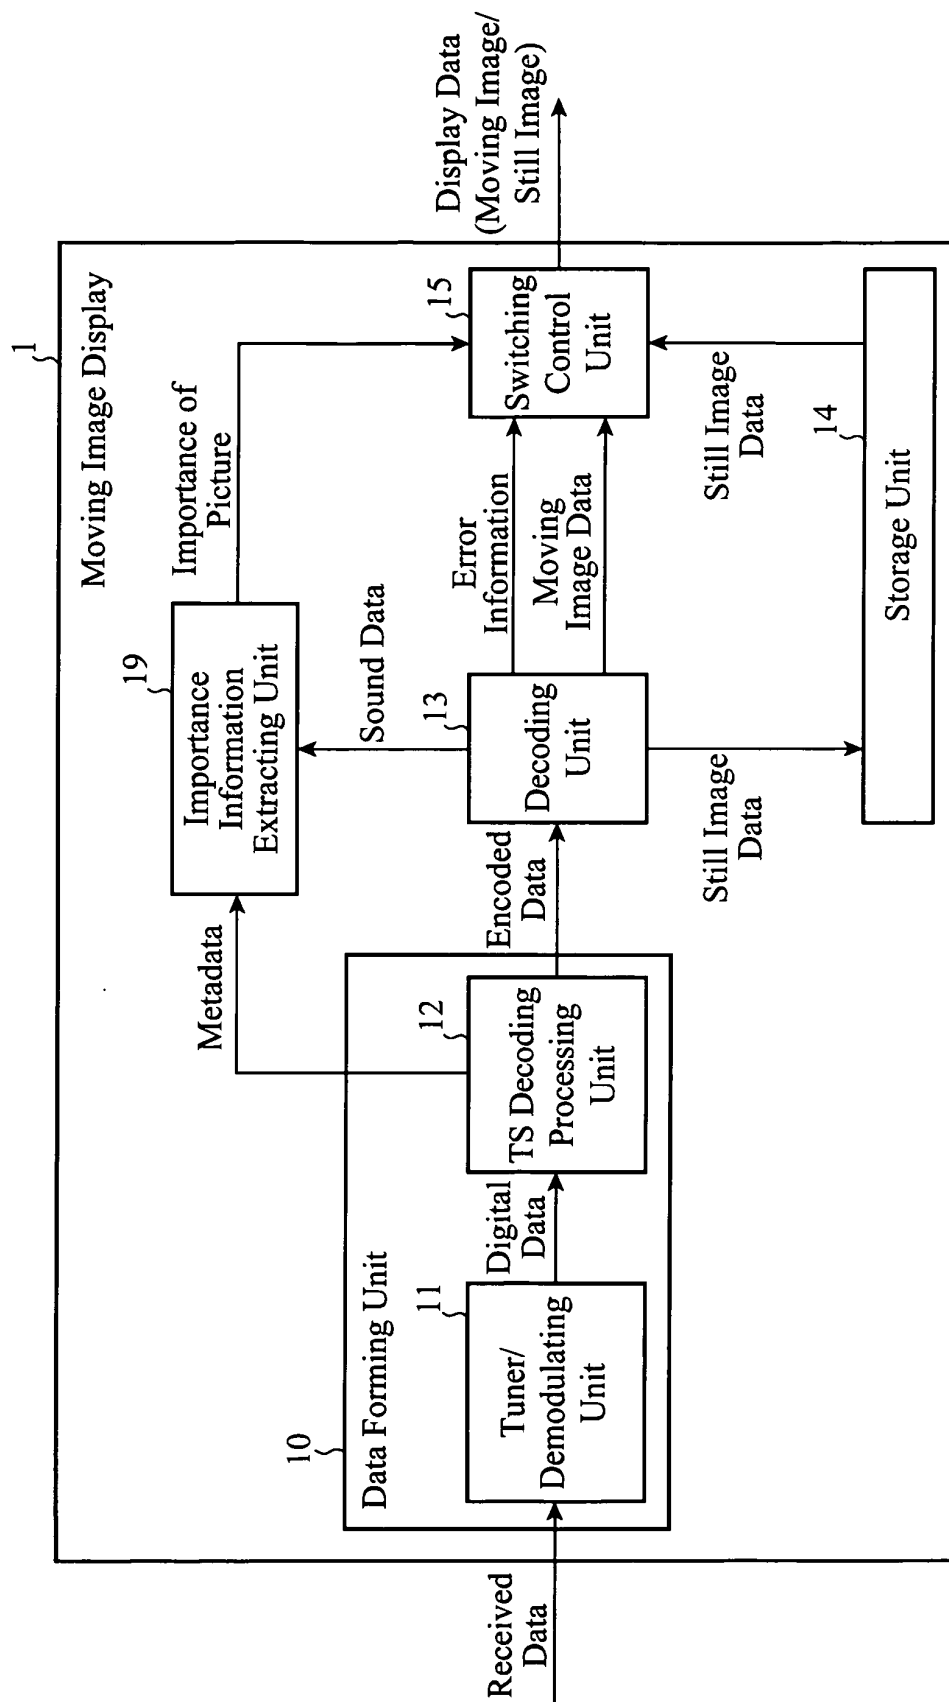 1
Moving Image Display
Received
Data
10
Data Forming Unit
11
Tuner/
Demodulating
Unit
Digital
Data
12
TS Decoding
Processing
Unit
Metadata
Encoded
Data
19
Importance
Information
Extracting Unit
Sound Data
13
Decoding
Unit
Importance of
Picture
Error
Information
Moving
Image Data
Still Image
Data
15
Switching
Control
Unit
Still Image
Data
14
Storage Unit
Display Data
(Moving Image/
Still Image)